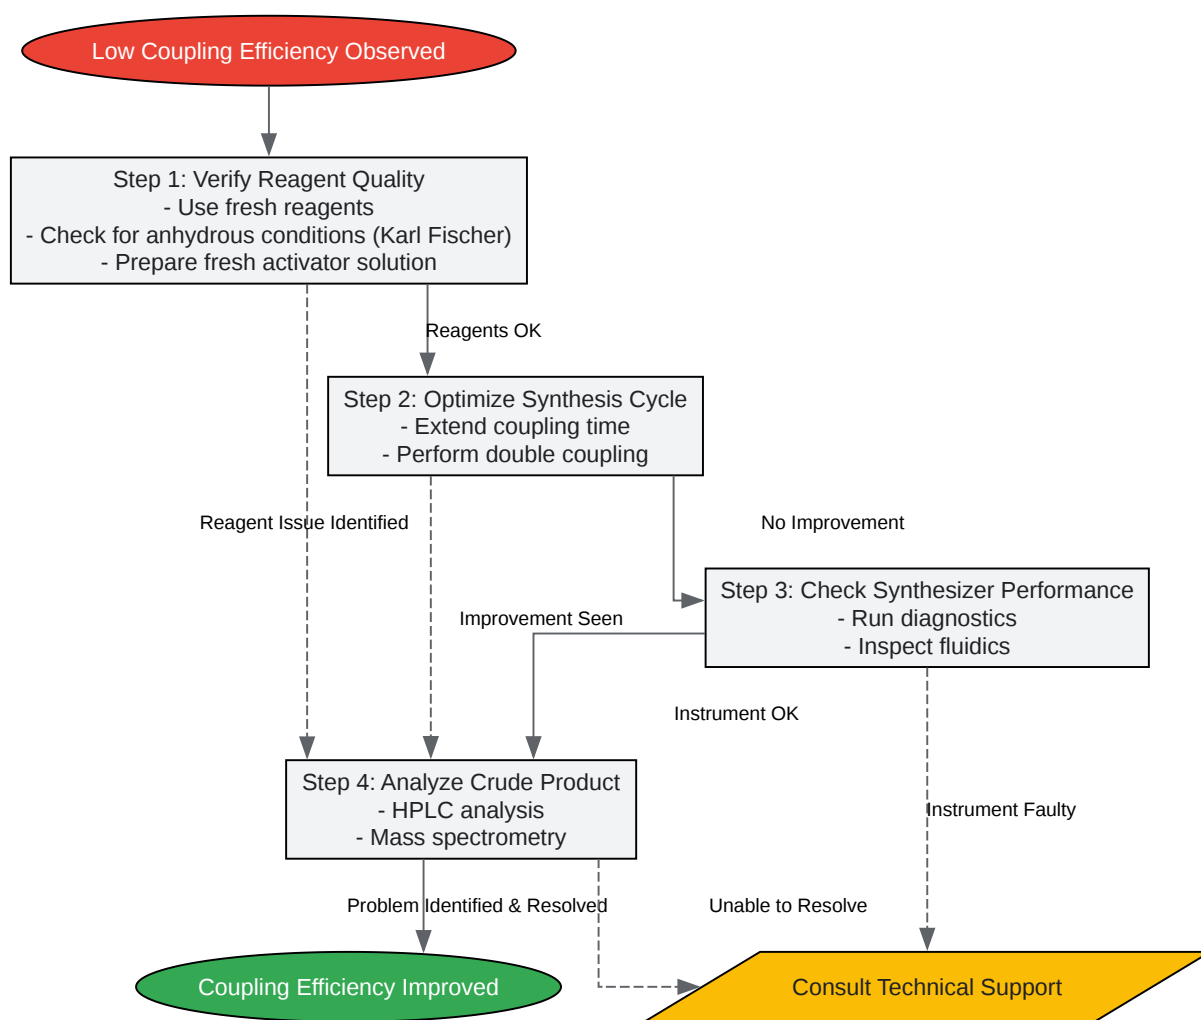 Low Coupling Efficiency Observed
Step 1: Verify Reagent Quality
- Use fresh reagents
- Check for anhydrous conditions (Karl Fischer)
- Prepare fresh activator solution
Reagents OK
Step 2: Optimize Synthesis Cycle
- Extend coupling time
- Perform double coupling
Reagent Issue Identified
No Improvement
Step 3: Check Synthesizer Performance
- Run diagnostics
- Inspect fluidics
Improvement Seen
Instrument OK
Step 4: Analyze Crude Product
- HPLC analysis
- Mass spectrometry
Instrument Faulty
Problem Identified & Resolved
Unable to Resolve
Coupling Efficiency Improved
Consult Technical Support